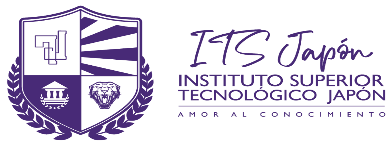 ITS Japón
INSTITUTO SUPERIOR
TECNOLÓGICO JAPÓN
AMOR AL CONOCIMIENTO